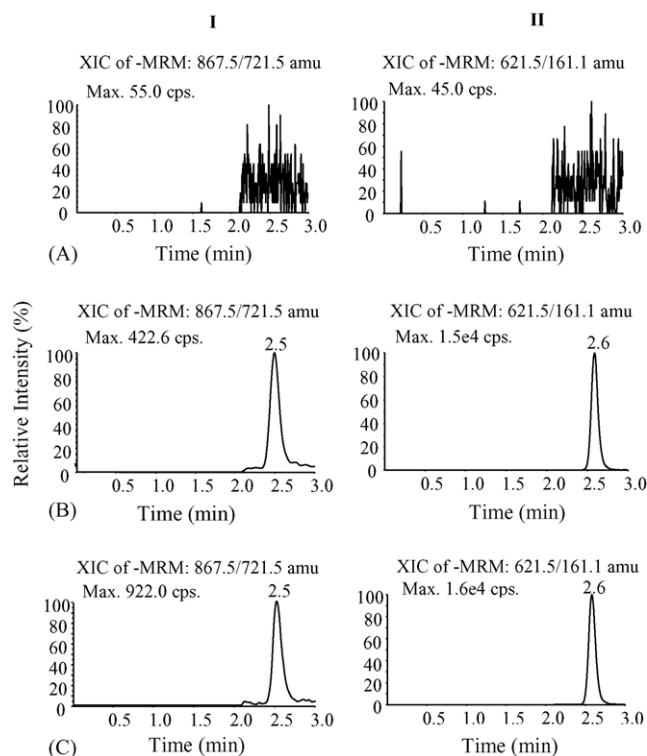 I
II
XIC of -MRM: 867.5/721.5 amu
Max. 55.0 cps.
100
80
60
40
20
0
0.5 1.0 1.5 2.0 2.5 3.0
Time (min)
(A)
XIC of -MRM: 621.5/161.1 amu
Max. 45.0 cps.
100
80
60
40
20
0
0.5 1.0 1.5 2.0 2.5 3.0
Time (min)
Relative Intensity (%)
XIC of -MRM: 867.5/721.5 amu
Max. 422.6 cps.
2.5
100
80
60
40
20
0
0.5 1.0 1.5 2.0 2.5 3.0
Time (min)
(B)
XIC of -MRM: 621.5/161.1 amu
Max. 1.5e4 cps.
2.6
100
80
60
40
20
0
0.5 1.0 1.5 2.0 2.5 3.0
Time (min)
XIC of -MRM: 867.5/721.5 amu
Max. 922.0 cps.
2.5
100
80
60
40
20
0
0.5 1.0 1.5 2.0 2.5 3.0
Time (min)
(C)
XIC of -MRM: 621.5/161.1 amu
Max. 1.6e4 cps.
2.6
100
80
60
40
20
0
0.5 1.0 1.5 2.0 2.5 3.0
Time (min)